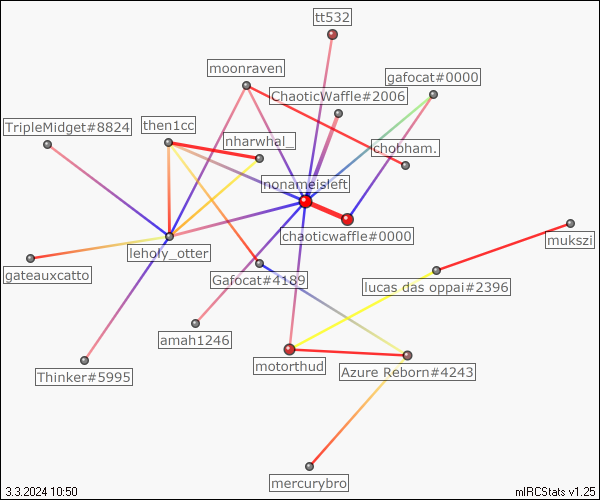 tt532
moonraven
gafocat#0000
ChaoticWaffle#2006
TripleMidget#8824
then1cc
nharwhal_
chobham.
nonameisleft
chaoticwaffle#0000
mukszi
leholy_otter
gateauxcatto
Gafocat#4189
lucas das oppai#2396
amah1246
motorthud
Thinker#5995
Azure Reborn#4243
mercurybro
3.3.2024 10:50
mIRCStats v1.25